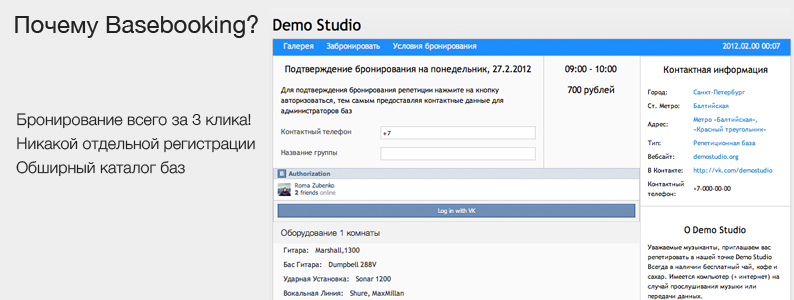 Почему Basebooking?
Бронирование всего за 3 клика!
Никакой отдельной регистрации
Обширный каталог баз
Demo Studio
Галерея Забронировать Условия бронирования 2012.02.00 00:07
Подтверждение бронирования на понедельник, 27.2.2012
Для подтверждения бронирования репетиции нажмите на кнопку
авторизоваться, тем самым предоставляя контактные данные для
администраторов баз
Контактный телефон +7
Название группы
09:00 - 10:00
700 рублей
B Authorization
Roma Zubenko
2 friends online
Log in with VK
Оборудование 1 комнаты
Гитара: Marshall,1300
Бас Гитара: Dumpbell 288V
Ударная Установка: Sonar 1200
Вокальная Линия: Shure, MaxMillan
Контактная информация
Город: Санкт-Петербург
Ст. Метро: Балтийская
Адрес: Метро «Балтийская»,
«Красный треугольник»
Тип: Репетиционная база
Вебсайт: demostudio.org
В Контакте: http://vk.com/demostudio
Контактный
телефон: +7-000-00-00
О Demo Studio
Уважаемые музыканты, приглашаем вас
репетировать в нашей точке Demo Studio
Всегда в наличии бесплатный чай, кофе и
сахар. Имеется компьютер (+ интернет) на
случай прослушивания музыки или
передачи данных.